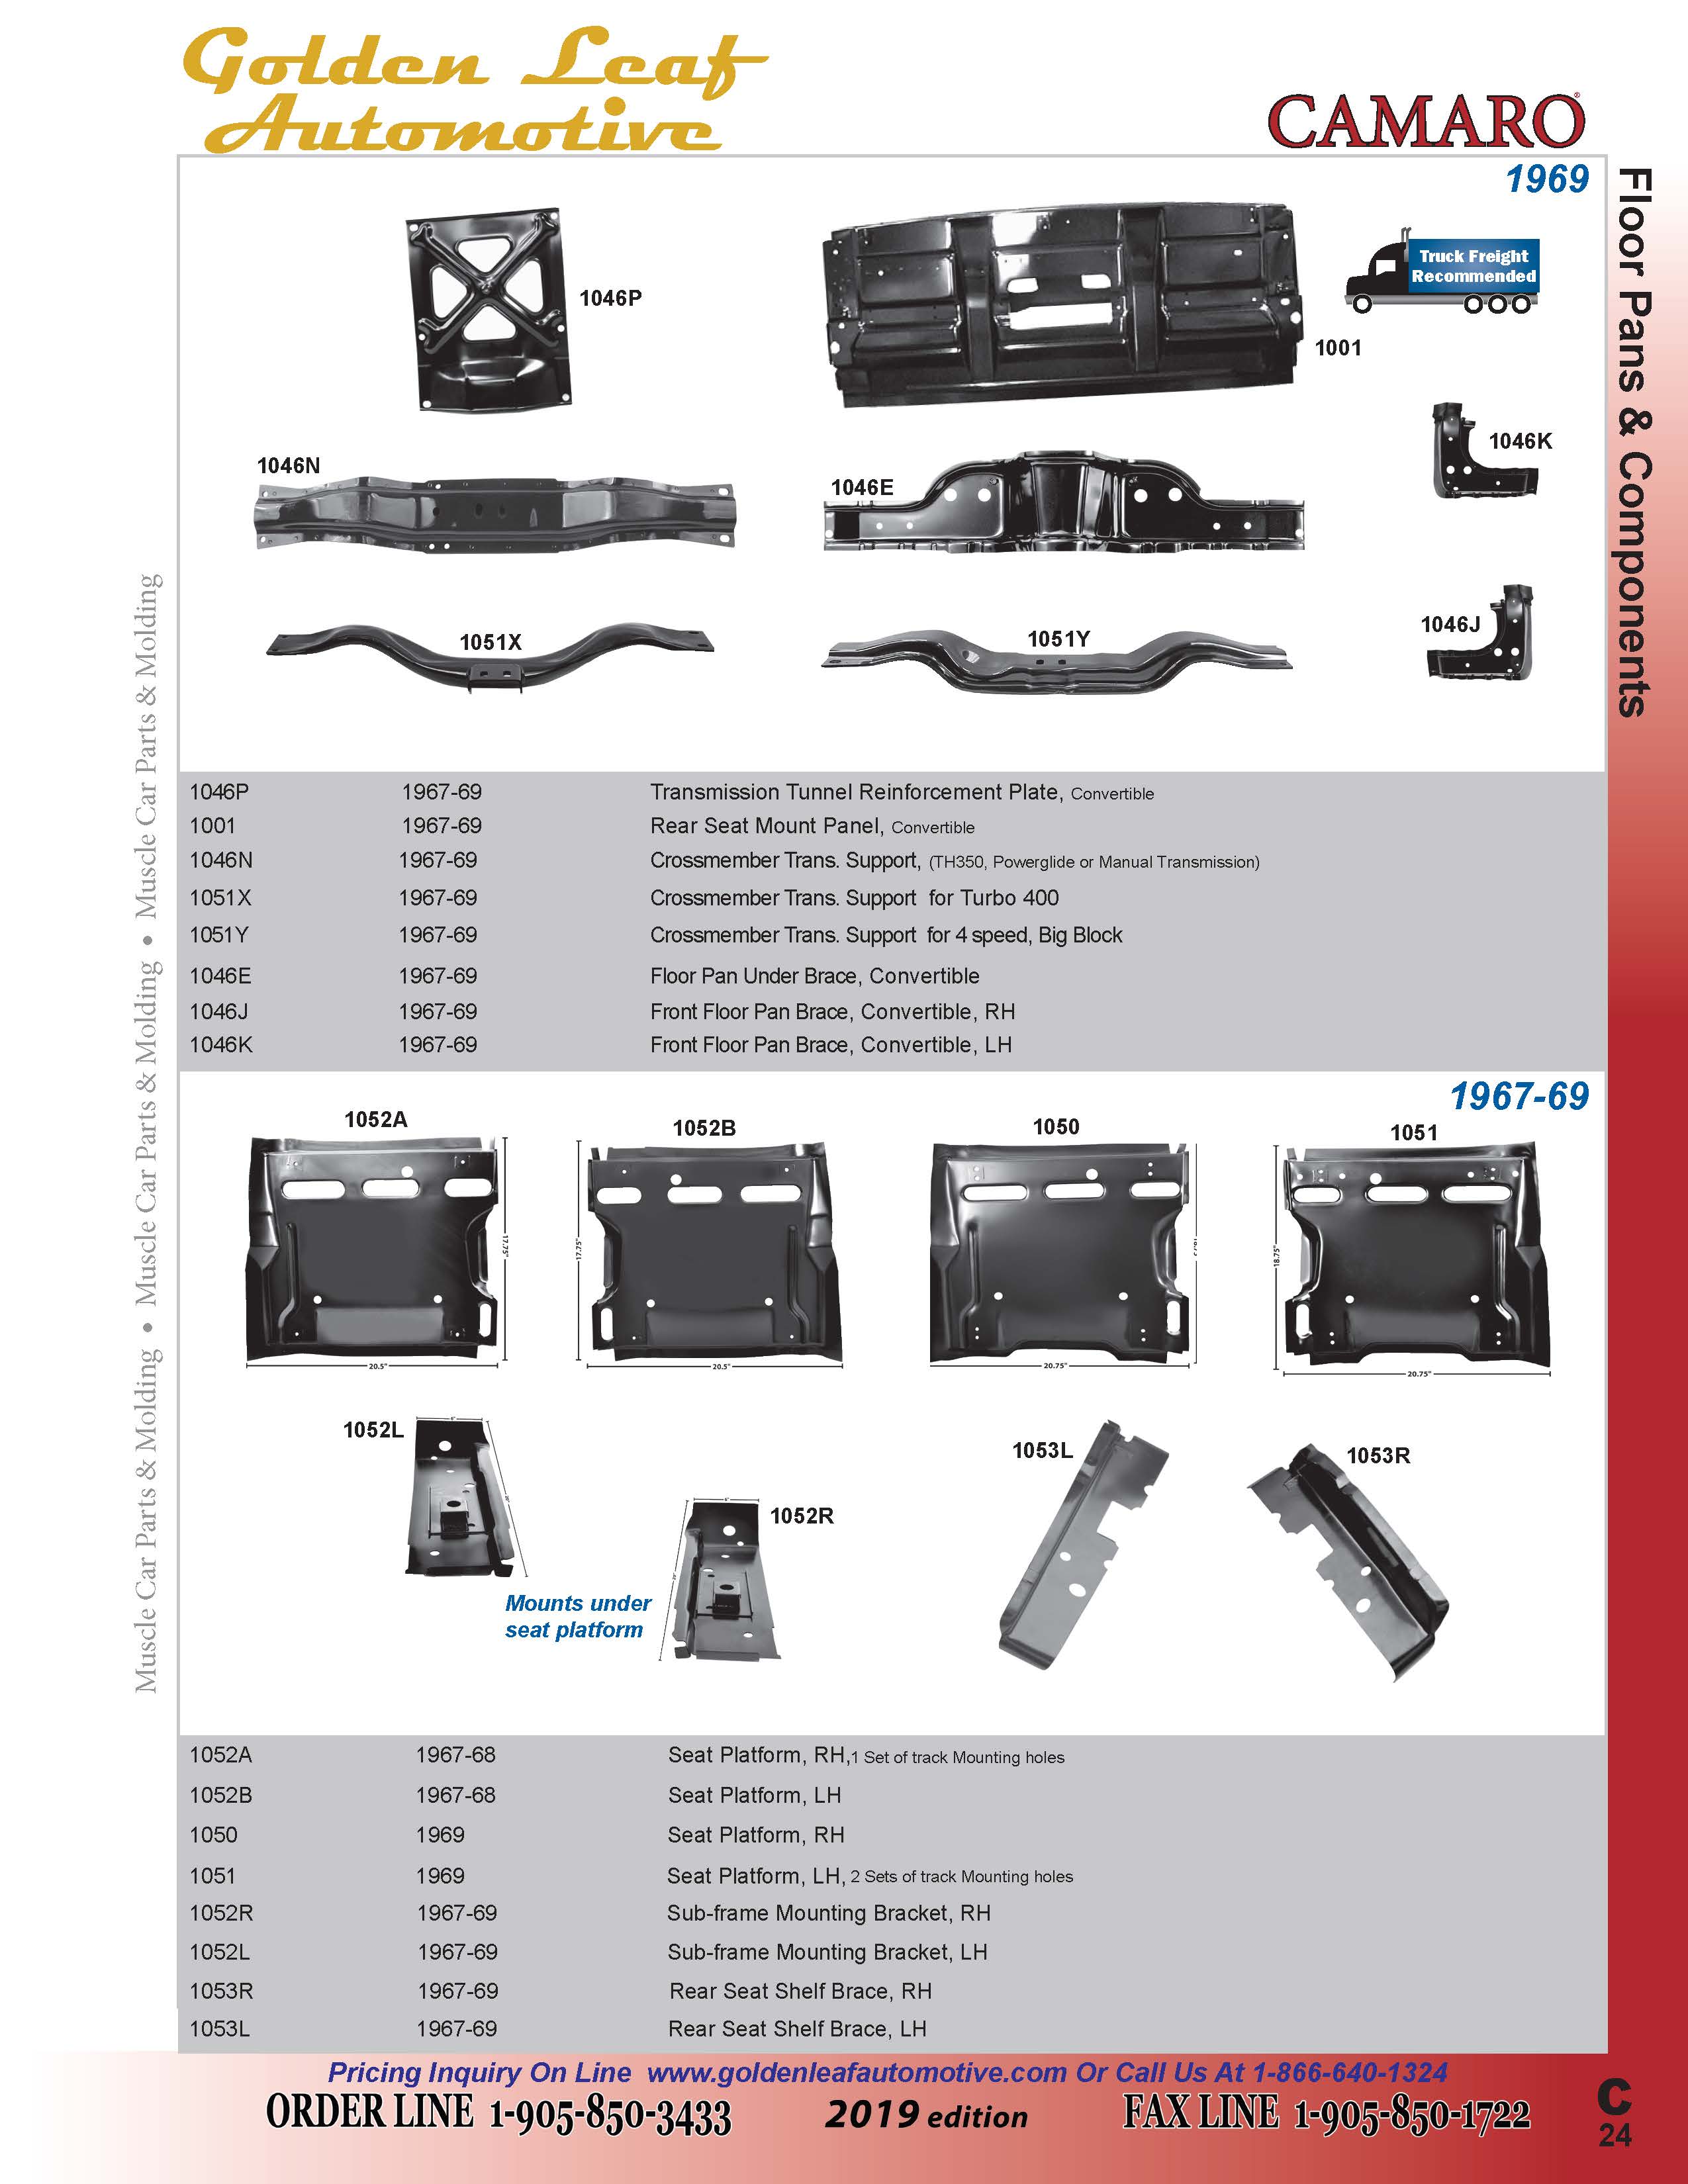 Golden Leaf
Automotive
CAMARO®
1969
Floor Pans & Components
Muscle Car Parts & Molding • Muscle Car Parts & Molding • Muscle Car Parts & Molding
1046P
Truck Freight
Recommended
1001
1046K
1046N
1046E
1046J
1051X
1051Y
1046P 1967-69 Transmission Tunnel Reinforcement Plate, Convertible
1001 1967-69 Rear Seat Mount Panel, Convertible
1046N 1967-69 Crossmember Trans. Support, (TH350, Powerglide or Manual Transmission)
1051X 1967-69 Crossmember Trans. Support for Turbo 400
1051Y 1967-69 Crossmember Trans. Support for 4 speed, Big Block
1046E 1967-69 Floor Pan Under Brace, Convertible
1046J 1967-69 Front Floor Pan Brace, Convertible, RH
1046K 1967-69 Front Floor Pan Brace, Convertible, LH
1967-69
1052A
1052B
1050
1051
17.75"
17.75"
18.75"
20.5"
20.5"
20.75"
20.75"
1052L
1052R
1053L
1053R
Mounts under
seat platform
1052A 1967-68 Seat Platform, RH,1 Set of track Mounting holes
1052B 1967-68 Seat Platform, LH
1050 1969 Seat Platform, RH
1051 1969 Seat Platform, LH, 2 Sets of track Mounting holes
1052R 1967-69 Sub-frame Mounting Bracket, RH
1052L 1967-69 Sub-frame Mounting Bracket, LH
1053R 1967-69 Rear Seat Shelf Brace, RH
1053L 1967-69 Rear Seat Shelf Brace, LH
Pricing Inquiry On Line www.goldenleafautomotive.com Or Call Us At 1-866-640-1324
ORDER LINE 1-905-850-3433 2019 edition FAX LINE 1-905-850-1722
C
24